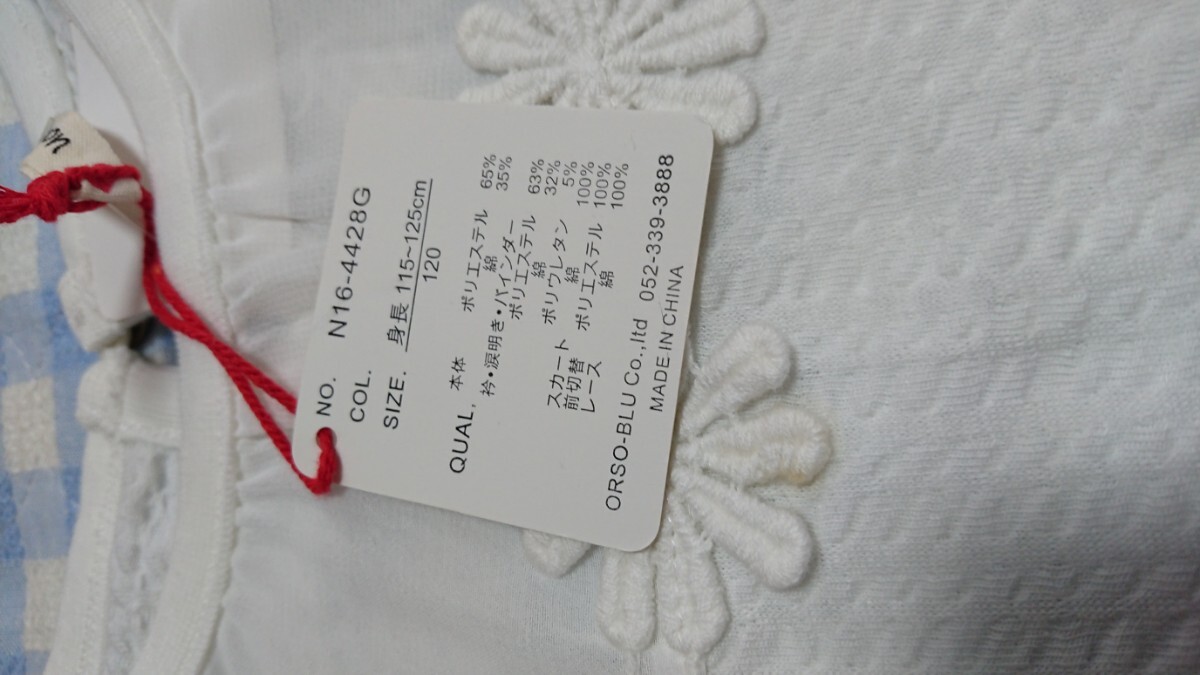 on
NO. N16-4428G
COL.
SIZE. 身長 115~125cm
120
QUAL. 本体 ポリエステル 65%
綿 35%
衿・涙明き・バインダー
ポリエステル 63%
綿 32%
ポリウレタン 5%
スカート 綿 100%
前切替 ポリエステル 100%
レース 綿 100%
ORSO-BLU Co.,ltd 052-339-3888
MADE IN CHINA